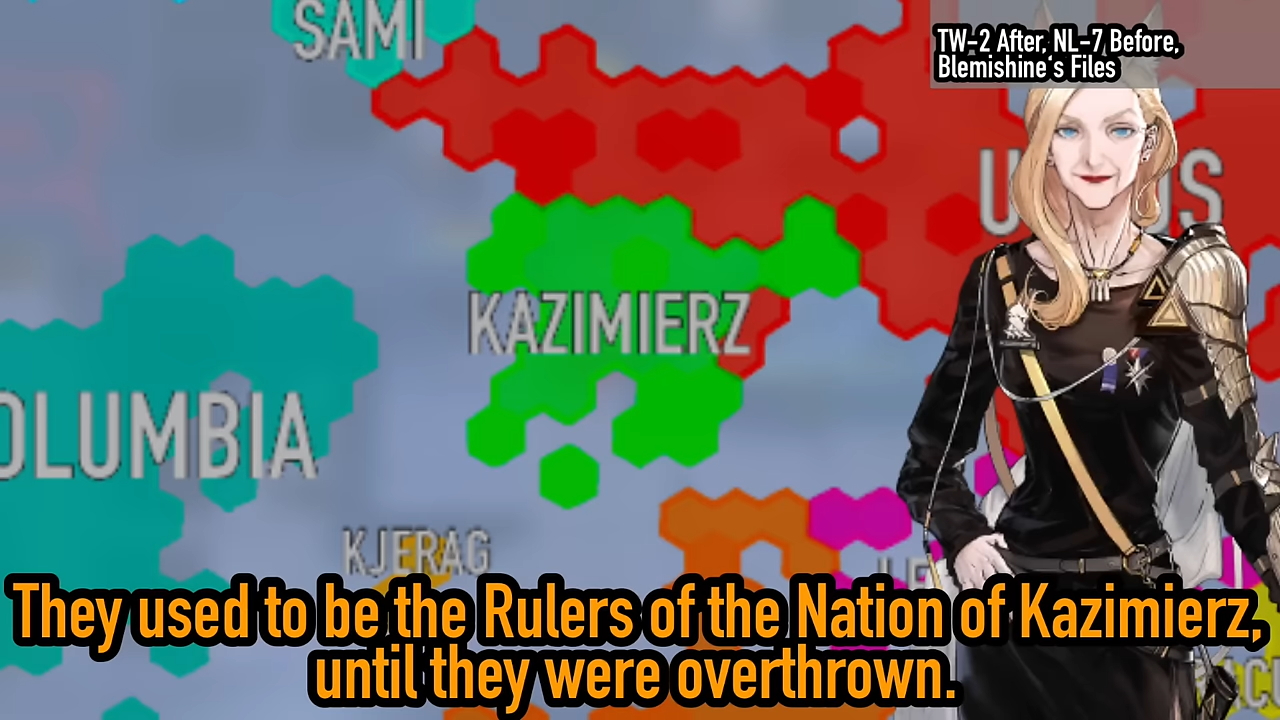 SAMI
TW-2 After, NL-7 Before,
Blemishine's Files
KAZIMIERZ
OLUMBIA
KJERAG
They used to be the Rulers of the Nation of Kazimierz,
until they were overthrown.